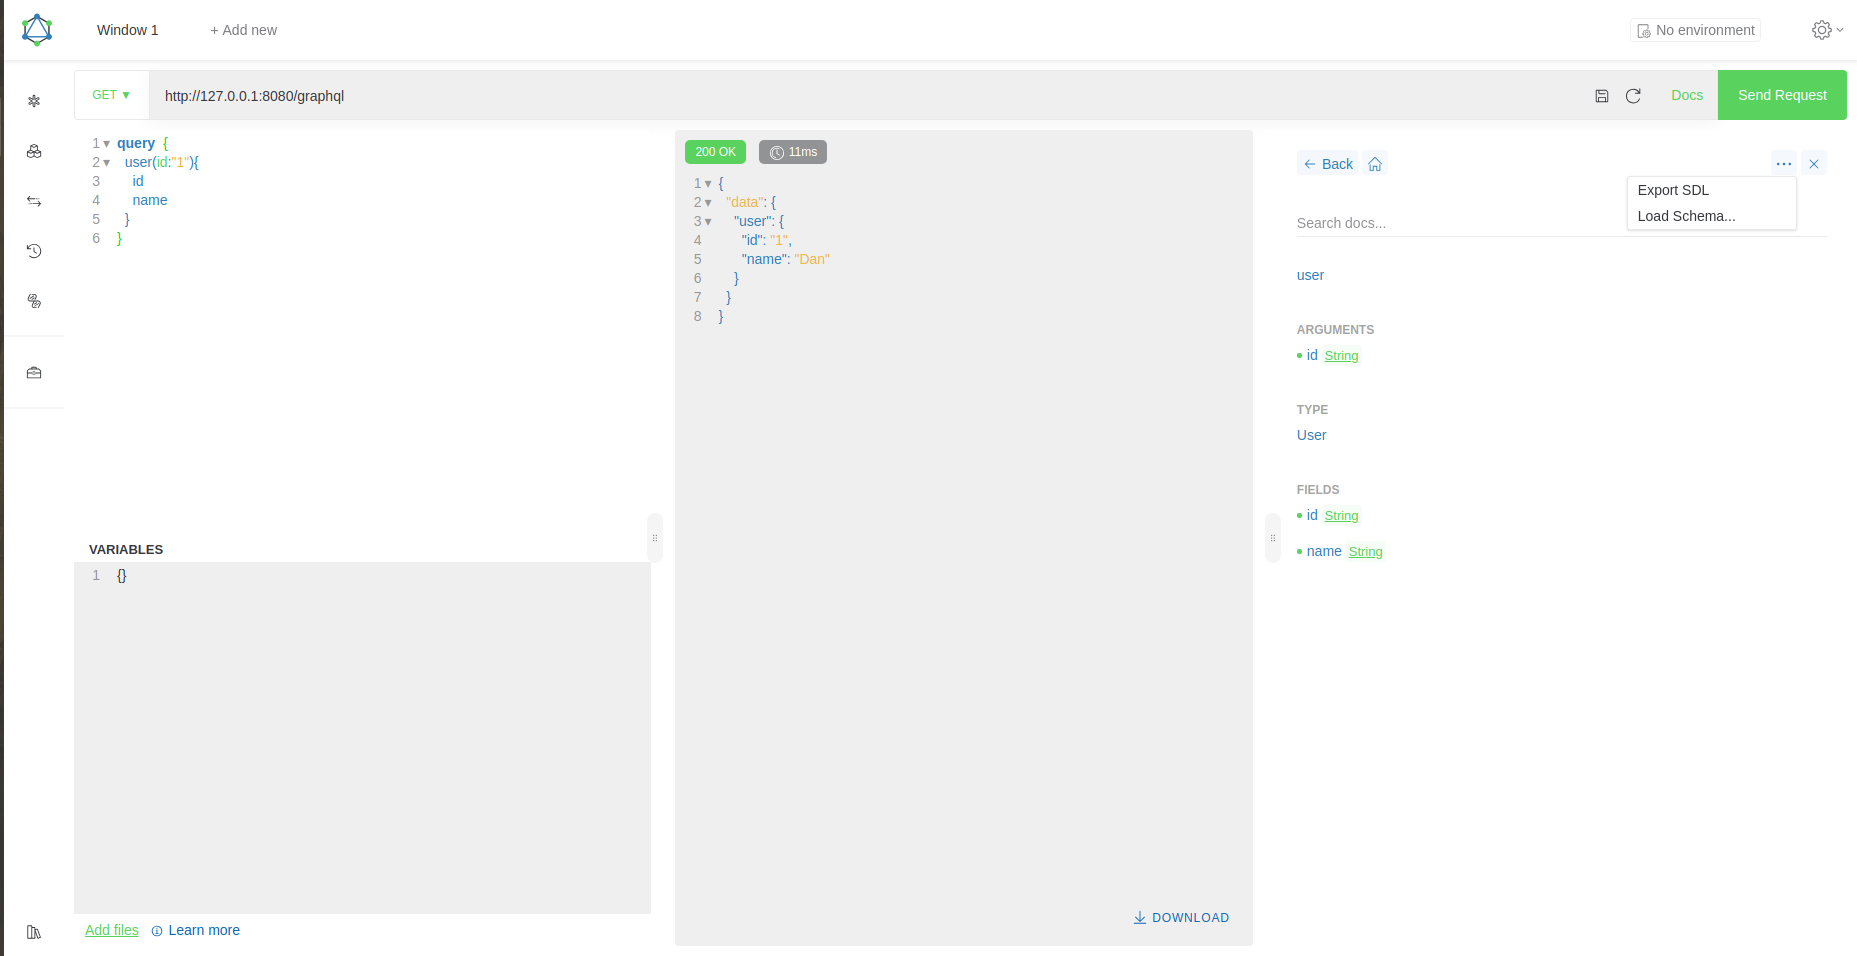 Window 1
+ Add new
No environment
GET ▼
http://127.0.0.1:8080/graphql
Docs
Send Request
1 ▼ query {
2 ▼ user(id:"1"){
3 id
4 name
5 }
6 }
VARIABLES
1 {}
Add files
Learn more
200 OK
11ms
1 ▼ {
2 ▼ "data": {
3 ▼ "user": {
4 "id": "1",
5 "name": "Dan"
6 }
7 }
8 }
DOWNLOAD
Back
Export SDL
Load Schema...
Search docs...
user
ARGUMENTS
id String
TYPE
User
FIELDS
id String
name String